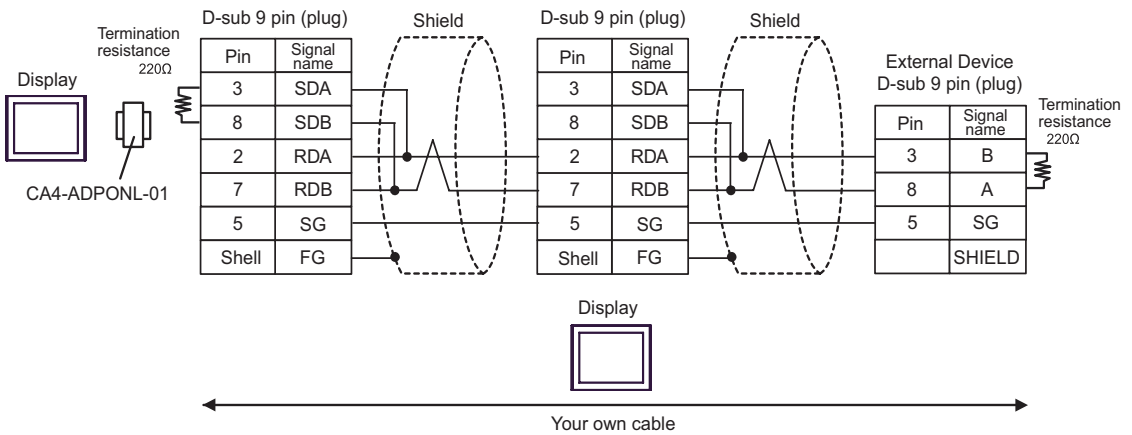 Termination
resistance
220Ω
Display
CA4-ADPONL-01
D-sub 9 pin (plug)
Pin Signal name
3 SDA
8 SDB
2 RDA
7 RDB
5 SG
Shell FG
Shield
D-sub 9 pin (plug)
Pin Signal name
3 SDA
8 SDB
2 RDA
7 RDB
5 SG
Shell FG
Shield
External Device
D-sub 9 pin (plug)
Pin Signal name
3 B
8 A
5 SG
SHIELD
Termination
resistance
220Ω
Display
Your own cable